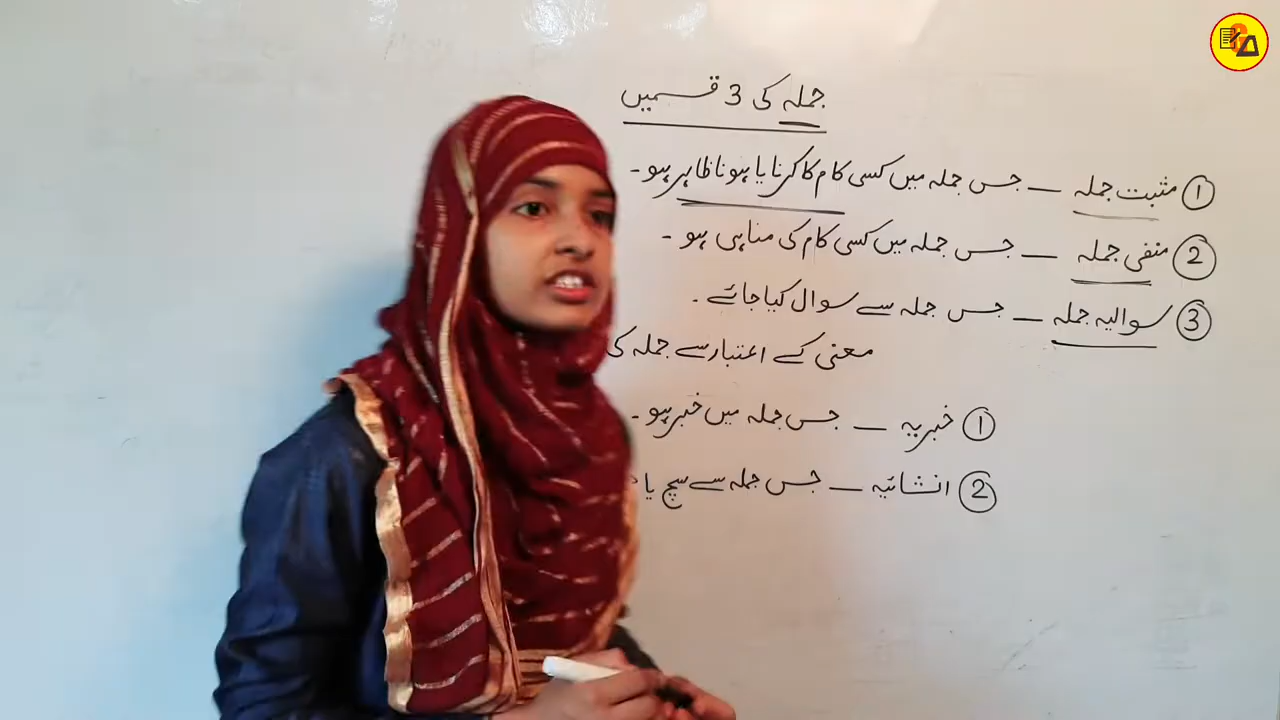 جملہ کی 3 قسمیں
① مثبت جملہ — جس جملہ میں کسی کام کا کرنا یا ہونا ظاہر ہو۔
② منفی جملہ — جس جملہ میں کسی کام کی مناہی ہو۔
③ سوالیہ جملہ — جس جملہ سے سوال کیا جائے۔
معنی کے اعتبار سے جملہ کی
① خبریہ — جس جملہ میں خبر ہو۔
② انشائیہ — جس جملہ سے سچ یا